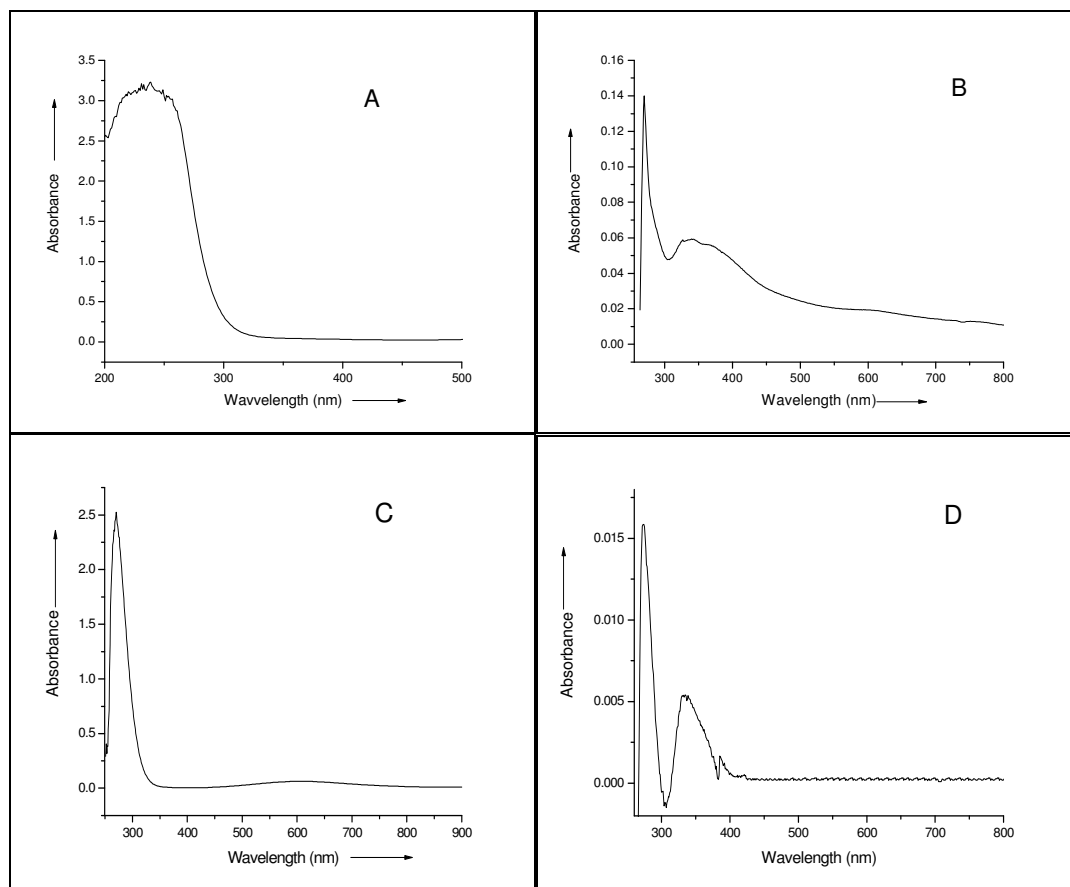 A
3.5
3.0
2.5
2.0
1.5
1.0
0.5
0.0
Absorbance
200 300 400 500
Wavvelength (nm)
B
0.16
0.14
0.12
0.10
0.08
0.06
0.04
0.02
0.00
Absorbance
300 400 500 600 700 800
Wavelength (nm)
C
2.5
2.0
1.5
1.0
0.5
0.0
Absorbance
300 400 500 600 700 800 900
Wavelength (nm)
D
0.015
0.010
0.005
0.000
Absorbance
300 400 500 600 700 800
Wavelength (nm)